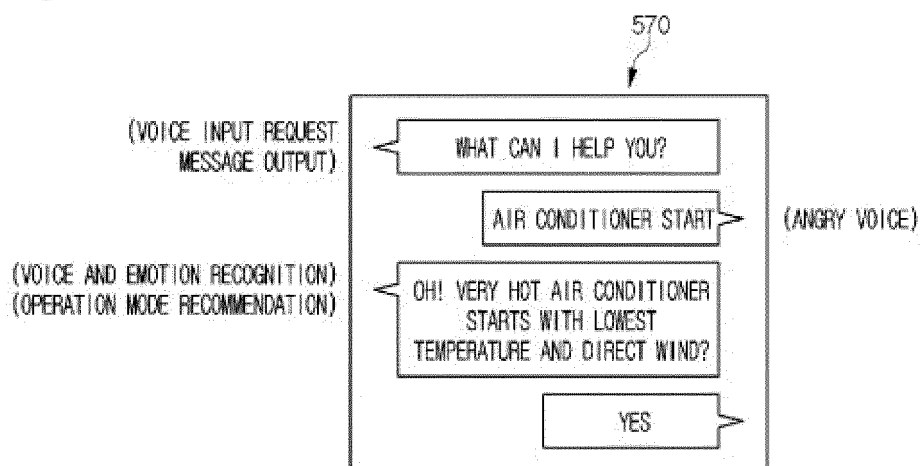 570
(VOICE INPUT REQUEST
MESSAGE OUTPUT)
WHAT CAN I HELP YOU?
AIR CONDITIONER START
(ANGRY VOICE)
(VOICE AND EMOTION RECOGNITION)
(OPERATION MODE RECOMMENDATION)
OH! VERY HOT AIR CONDITIONER
STARTS WITH LOWEST
TEMPERATURE AND DIRECT WIND?
YES